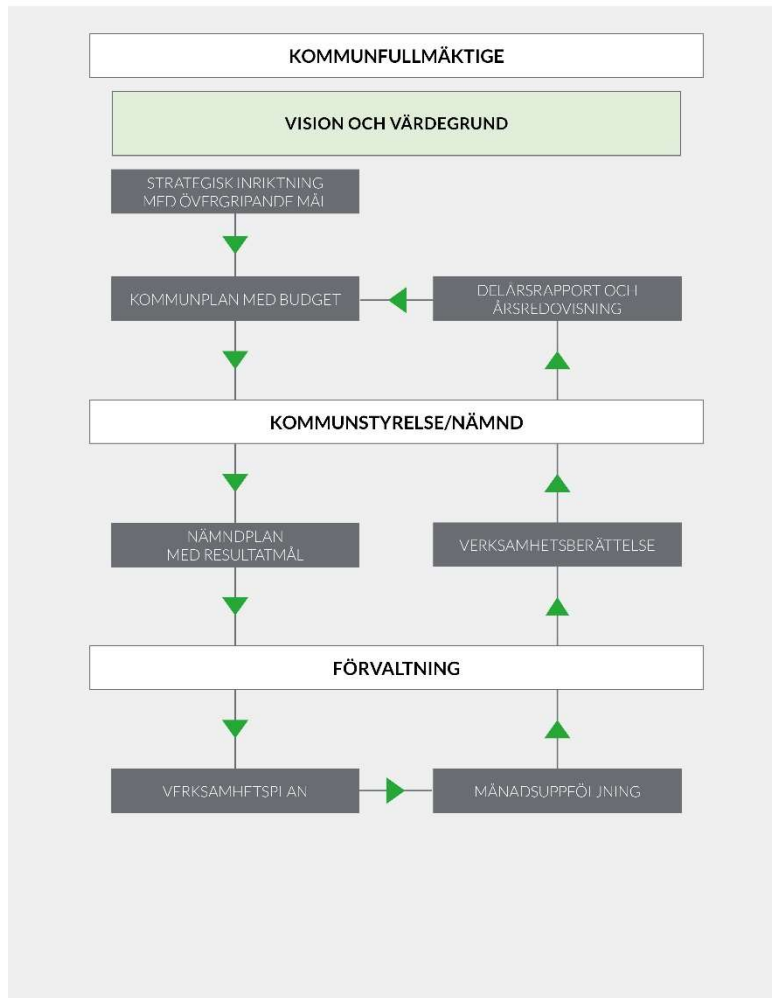 KOMMUNFULLMÄKTIGE
VISION OCH VÄRDEGRUND
STRATEGISK INRIKTNING
MED ÖVERGRIPANDE MÅL
KOMMUNPLAN MED BUDGET
DELÅRSRAPPORT OCH
ÅRSREDOVISNING
KOMMUNSTYRELSE/NÄMND
NÄMNDPLAN
MED RESULTATMÅL
VERKSAMHETSBERÄTTELSE
FÖRVALTNING
VERKSAMHETSPLAN
MÅNADSUPPFÖLJNING